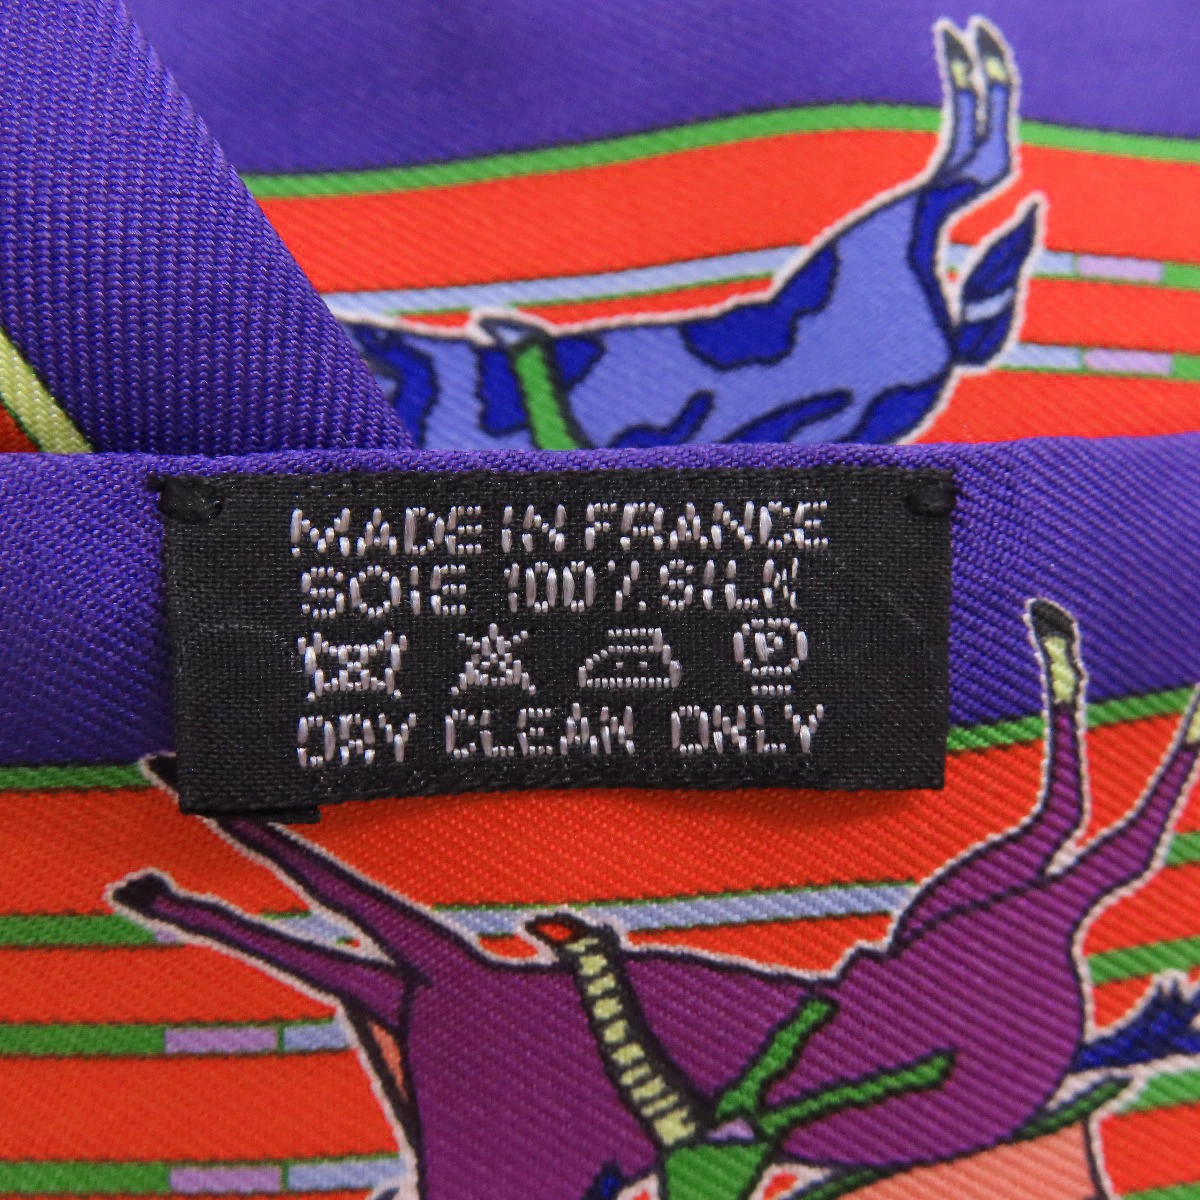 MADE IN FRANCE
SOIE 100% SILK
P
DRY CLEAN ONLY